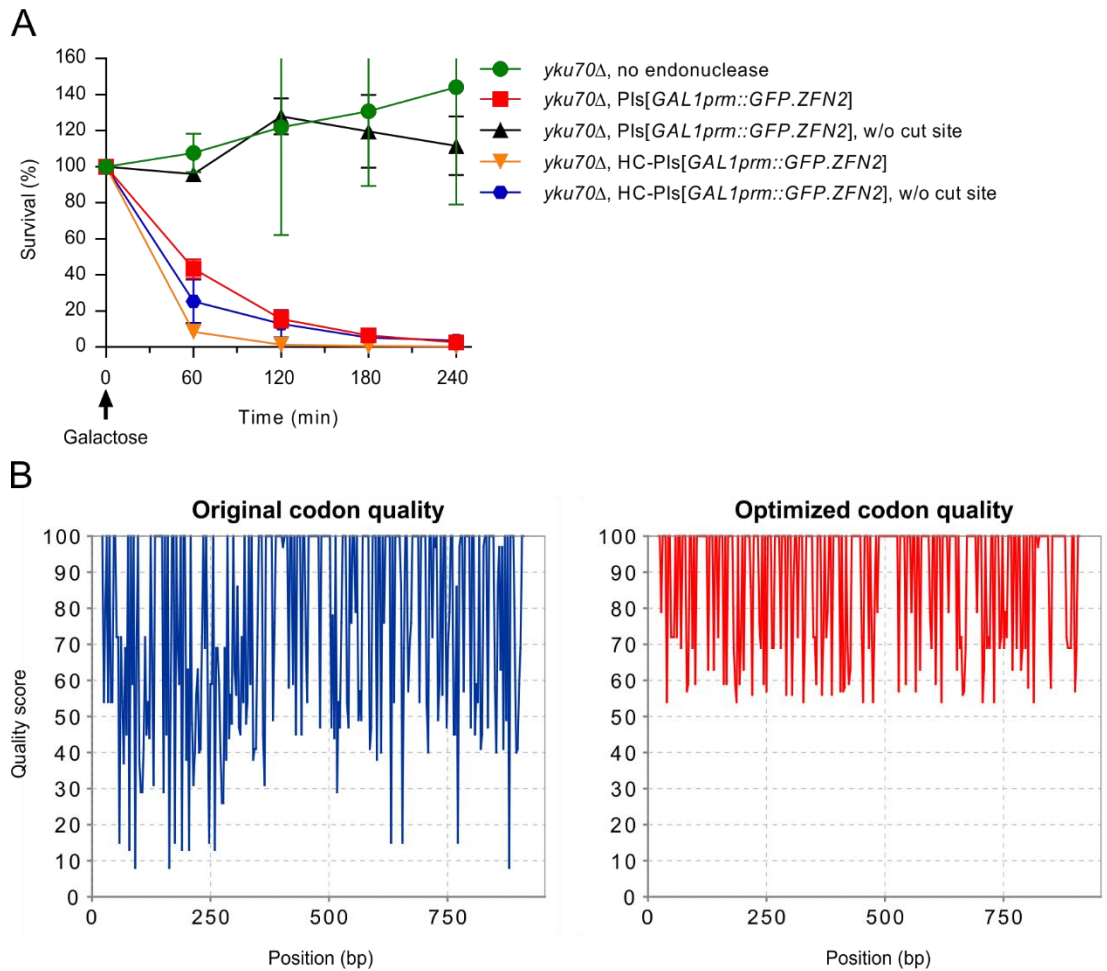 A
160
140
120
100
80
60
40
20
0
Survival (%)
0 60 120 180 240
Time (min)
Galactose
yku70Δ, no endonuclease
yku70Δ, Pls[GAL1prm::GFP.ZFN2]
yku70Δ, Pls[GAL1prm::GFP.ZFN2], w/o cut site
yku70Δ, HC-Pls[GAL1prm::GFP.ZFN2]
yku70Δ, HC-Pls[GAL1prm::GFP.ZFN2], w/o cut site
B
Original codon quality
100
90
80
70
60
50
40
30
20
10
0
Quality score
0 250 500 750
Position (bp)
Optimized codon quality
100
90
80
70
60
50
40
30
20
10
0
0 250 500 750
Position (bp)